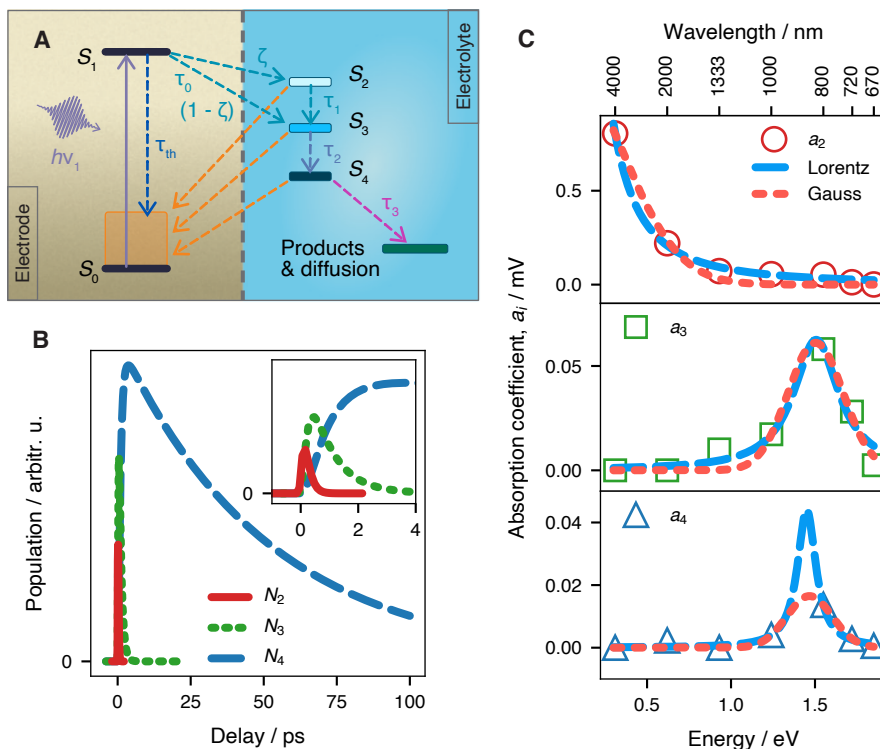 A
Electrolyte
Electrode
S₁
S₀
hν₁
τth
τ₀
(1 - ζ)
ζ
S₂
τ₁
S₃
τ₂
S₄
τ₃
Products
& diffusion
B
Population / arbitr. u.
0
0
0
2
4
N₂
N₃
N₄
0
25
50
75
100
Delay / ps
C
Wavelength / nm
4000
2000
1333
1000
800
720
670
Absorption coefficient, aᵢ / mV
0.5
0.0
a₂
Lorentz
Gauss
0.05
0.00
a₃
0.04
0.02
0.00
a₄
0.5
1.0
1.5
Energy / eV